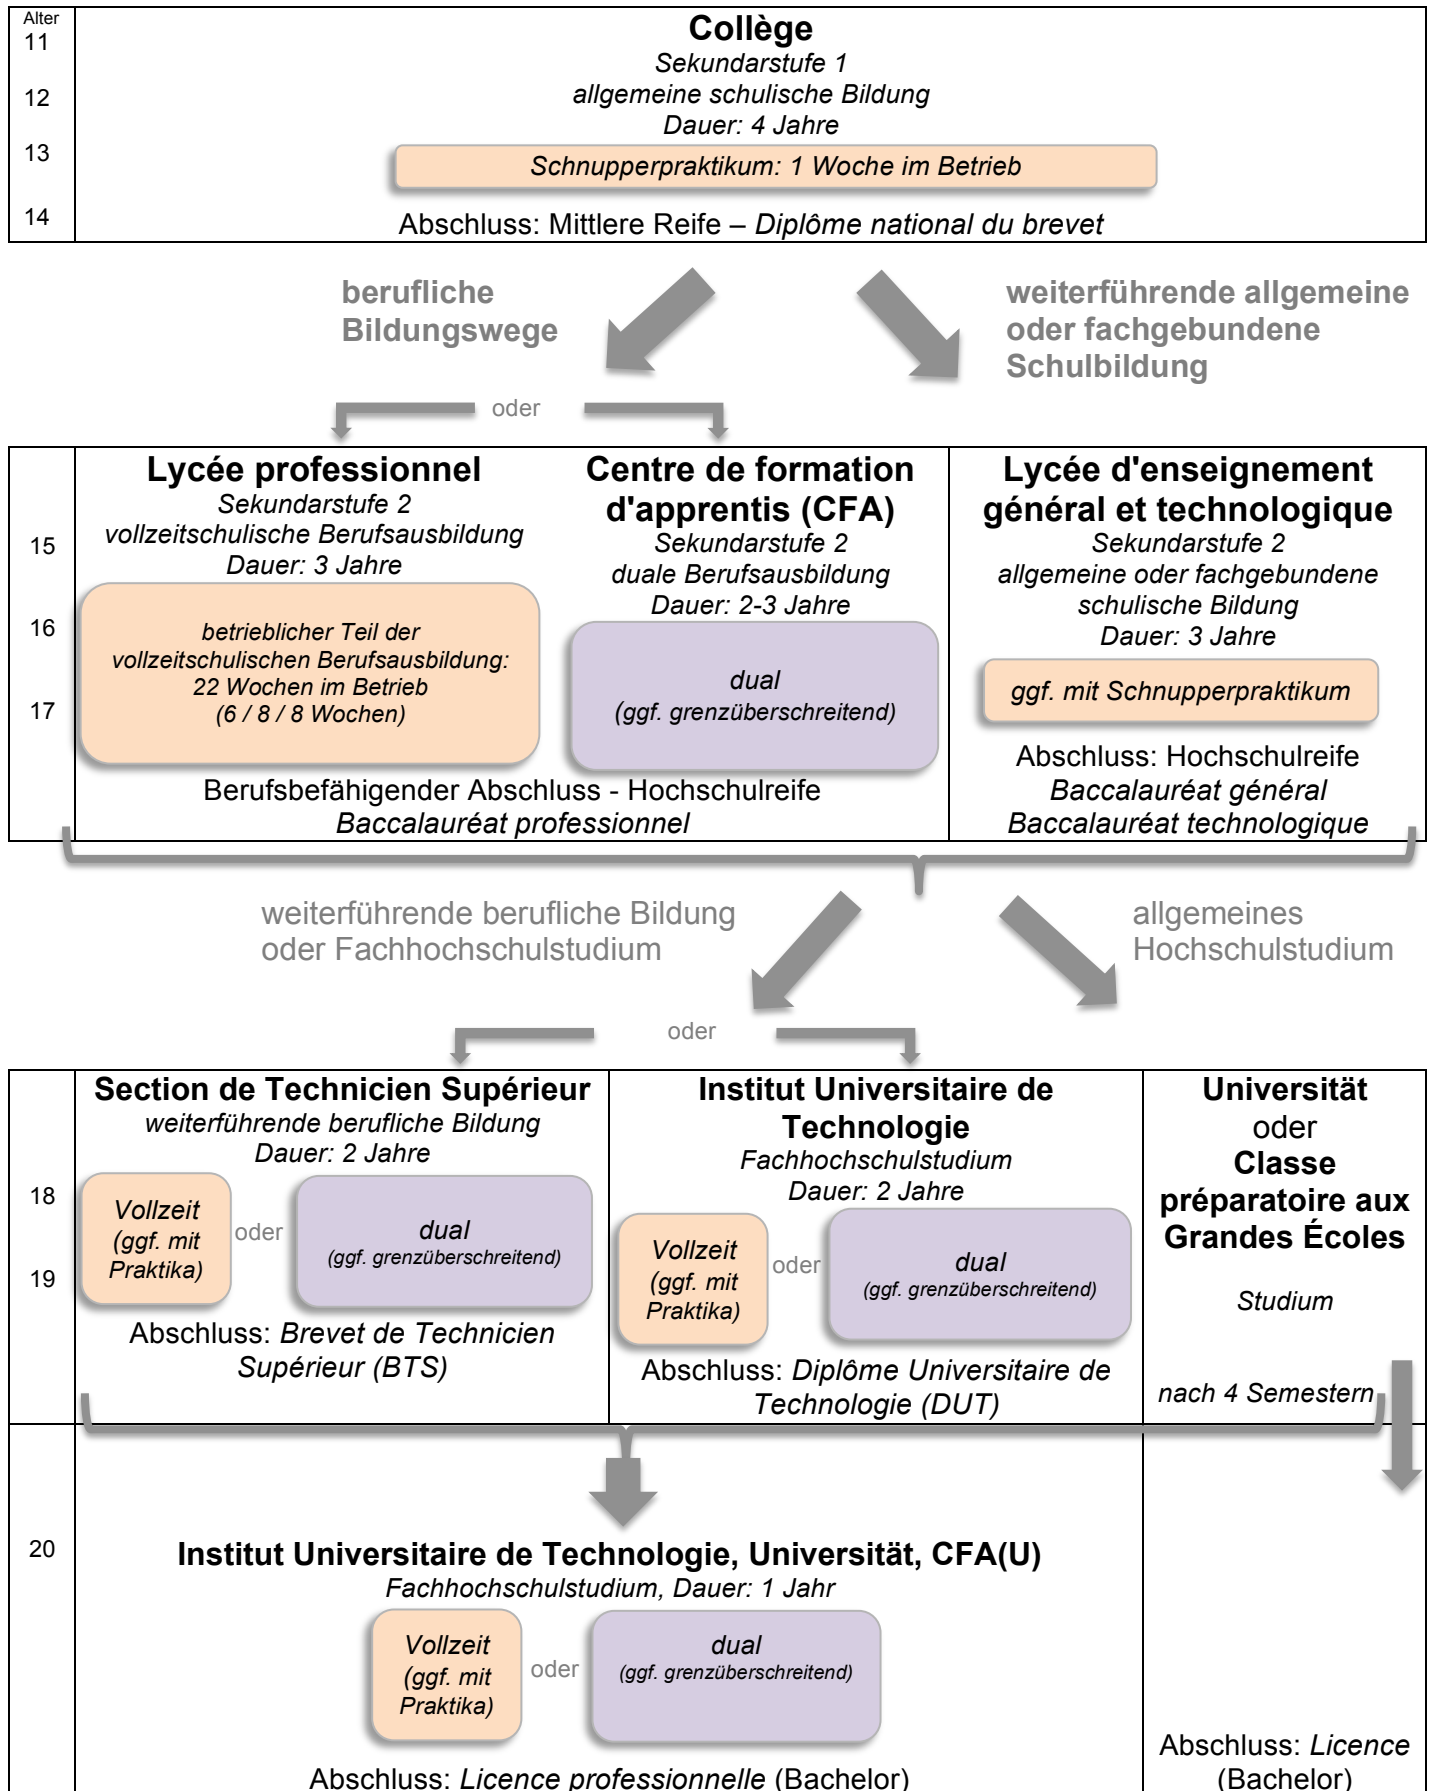 Alter
11
12
13
14
Collège
Sekundarstufe 1
allgemeine schulische Bildung
Dauer: 4 Jahre
Schnupperpraktikum: 1 Woche im Betrieb
Abschluss: Mittlere Reife – Diplôme national du brevet
berufliche
Bildungswege
weiterführende allgemeine
oder fachgebundene
Schulbildung
oder
15
16
17
Lycée professionnel
Sekundarstufe 2
vollzeitschulische Berufsausbildung
Dauer: 3 Jahre
betrieblicher Teil der
vollzeitschulischen Berufsausbildung:
22 Wochen im Betrieb
(6 / 8 / 8 Wochen)
Centre de formation
d'apprentis (CFA)
Sekundarstufe 2
duale Berufsausbildung
Dauer: 2-3 Jahre
dual
(ggf. grenzüberschreitend)
Berufsbefähigender Abschluss - Hochschulreife
Baccalauréat professionnel
Lycée d'enseignement
général et technologique
Sekundarstufe 2
allgemeine oder fachgebundene
schulische Bildung
Dauer: 3 Jahre
ggf. mit Schnupperpraktikum
Abschluss: Hochschulreife
Baccalauréat général
Baccalauréat technologique
weiterführende berufliche Bildung
oder Fachhochschulstudium
allgemeines
Hochschulstudium
oder
18
19
Section de Technicien Supérieur
weiterführende berufliche Bildung
Dauer: 2 Jahre
Vollzeit
(ggf. mit
Praktika)
oder
dual
(ggf. grenzüberschreitend)
Abschluss: Brevet de Technicien
Supérieur (BTS)
Institut Universitaire de
Technologie
Fachhochschulstudium
Dauer: 2 Jahre
Vollzeit
(ggf. mit
Praktika)
oder
dual
(ggf. grenzüberschreitend)
Abschluss: Diplôme Universitaire de
Technologie (DUT)
Universität
oder
Classe
préparatoire aux
Grandes Écoles
Studium
nach 4 Semestern
20
Institut Universitaire de Technologie, Universität, CFA(U)
Fachhochschulstudium, Dauer: 1 Jahr
Vollzeit
(ggf. mit
Praktika)
oder
dual
(ggf. grenzüberschreitend)
Abschluss: Licence professionnelle (Bachelor)
Abschluss: Licence
(Bachelor)